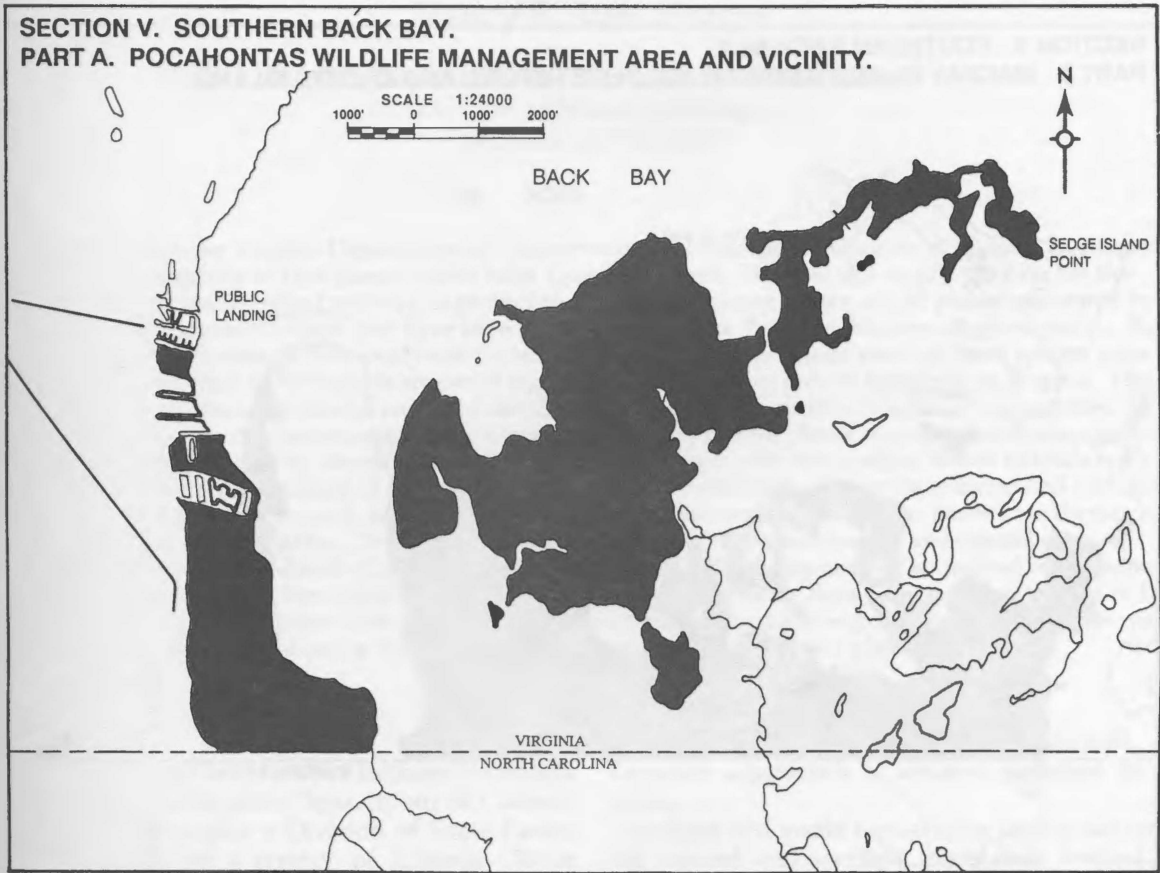 SECTION V. SOUTHERN BACK BAY.
PART A. POCAHONTAS WILDLIFE MANAGEMENT AREA AND VICINITY.
N
SCALE 1:24000
1000' 0 1000' 2000'
BACK BAY
SEDGE ISLAND
POINT
PUBLIC
LANDING
VIRGINIA
NORTH CAROLINA